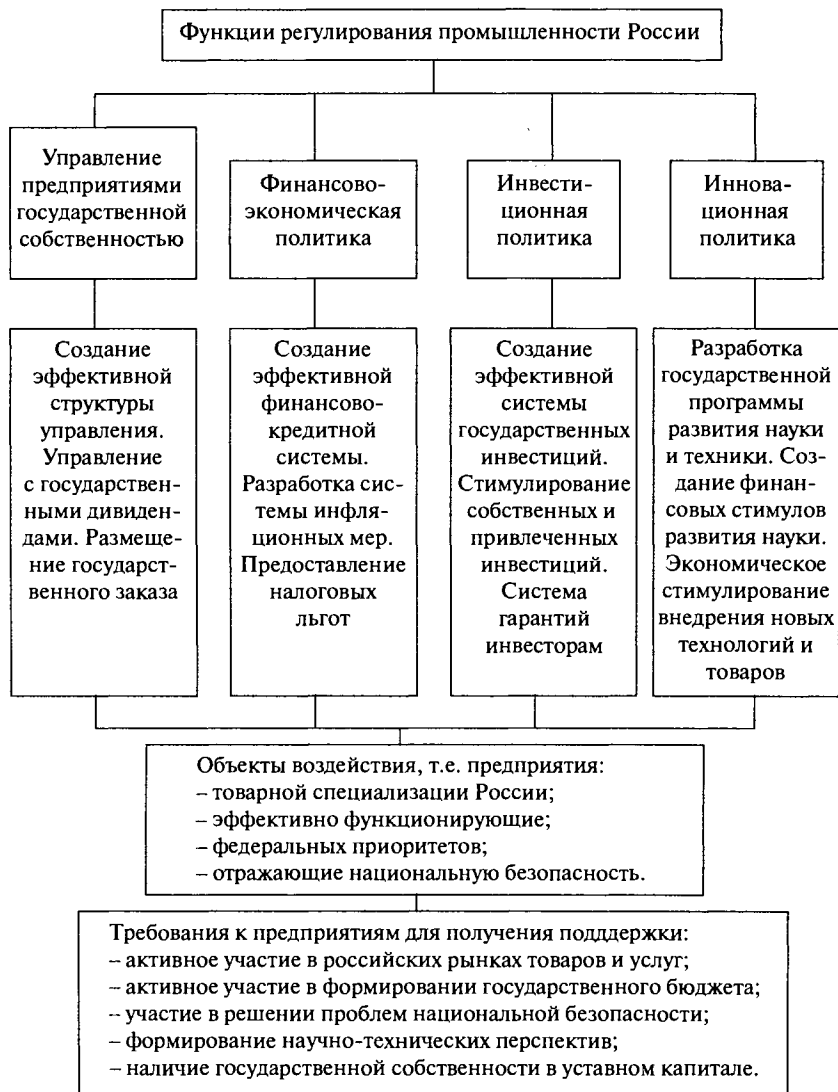 Функции регулирования промышленности России
Управление
предприятиями
государственной
собственностью
Финансово-
экономическая
политика
Инвести-
ционная
политика
Иннова-
ционная
политика
Создание
эффективной
структуры
управления.
Управление
с государствен-
ными дивиден-
дами. Размеще-
ние государст-
венного заказа
Создание
эффективной
финансово-
кредитной
системы.
Разработка сис-
темы инфля-
ционных мер.
Предоставление
налоговых
льгот
Создание
эффективной
системы
государственных
инвестиций.
Стимулирование
собственных и
привлеченных
инвестиций.
Система
гарантий
инвесторам
Разработка
государственной
программы
развития науки
и техники. Соз-
дание финан-
совых стимулов
развития науки.
Экономическое
стимулирование
внедрения новых
технологий и
товаров
Объекты воздействия, т.е. предприятия:
– товарной специализации России;
– эффективно функционирующие;
– федеральных приоритетов;
– отражающие национальную безопасность.
Требования к предприятиям для получения подддержки:
– активное участие в российских рынках товаров и услуг;
– активное участие в формировании государственного бюджета;
– участие в решении проблем национальной безопасности;
– формирование научно-технических перспектив;
– наличие государственной собственности в уставном капитале.